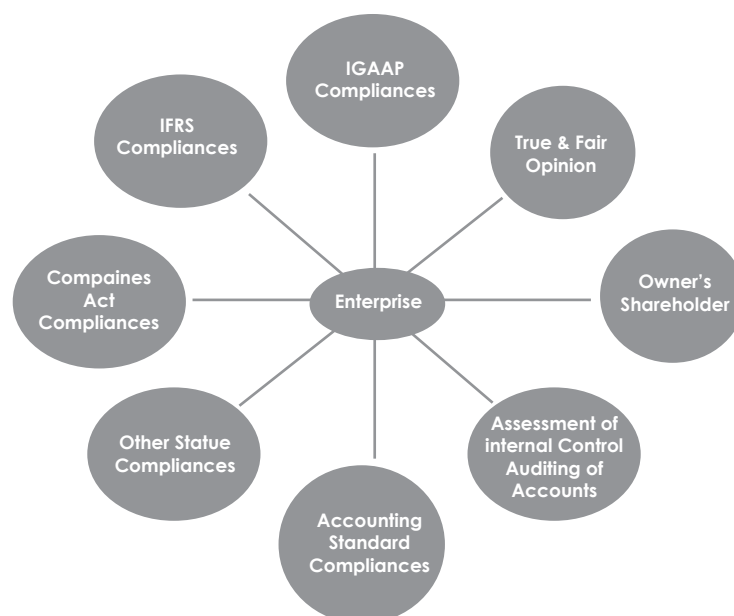 IGAAP
Compliances
IFRS
Compliances
True & Fair
Opinion
Compaines
Act
Compliances
Enterprise
Owner's
Shareholder
Other Statue
Compliances
Assessment of
internal Control
Auditing of
Accounts
Accounting
Standard
Compliances